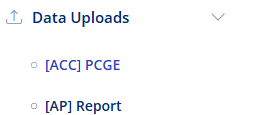 Data Uploads
[ACC] PCGE
[AP] Report